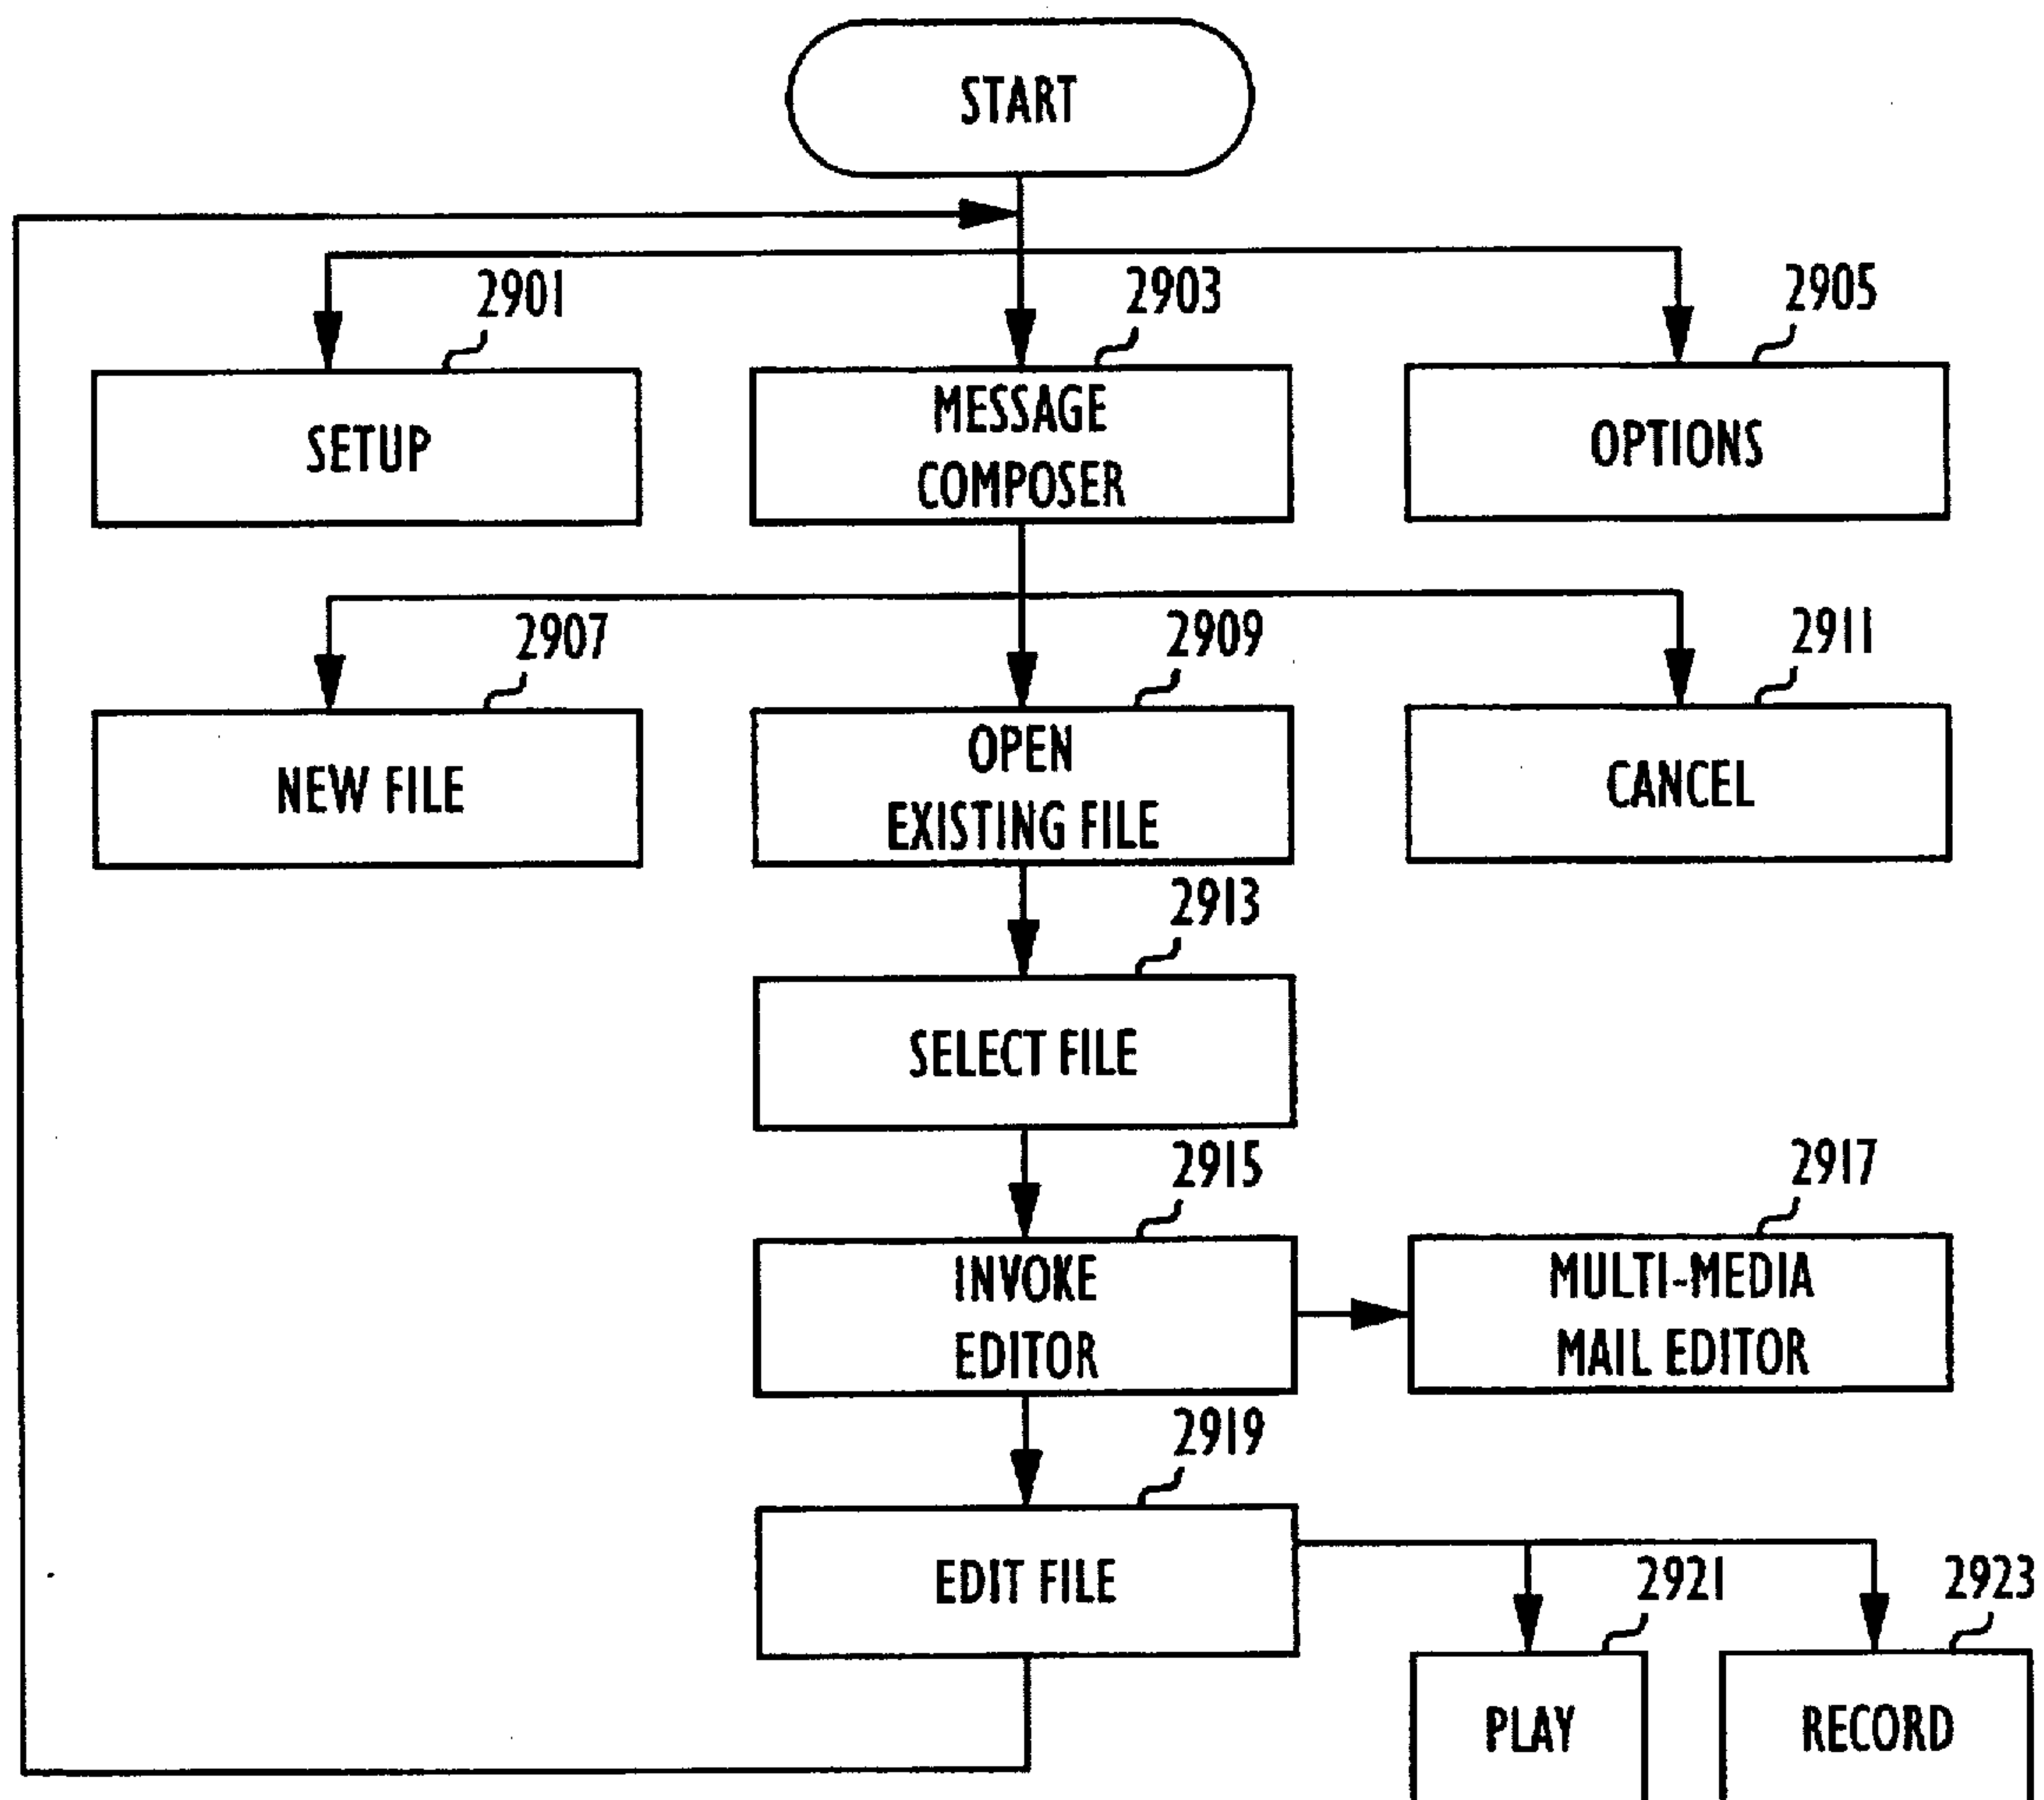 START
2901
2903
2905
SETUP
MESSAGE
COMPOSER
OPTIONS
2907
2909
2911
NEW FILE
OPEN
EXISTING FILE
CANCEL
2913
SELECT FILE
2915
2917
INVOKE
EDITOR
MULTI-MEDIA
MAIL EDITOR
2919
EDIT FILE
2921
2923
PLAY
RECORD